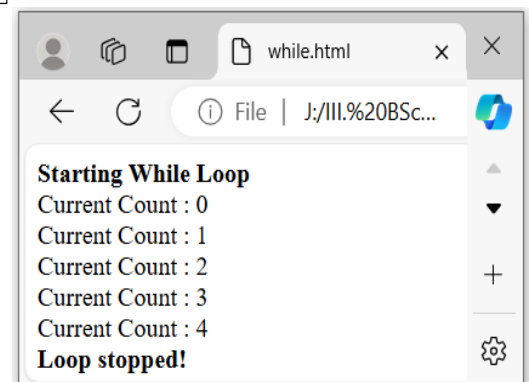 while.html
File | J:/III.%20BSc...
Starting While Loop
Current Count : 0
Current Count : 1
Current Count : 2
Current Count : 3
Current Count : 4
Loop stopped!